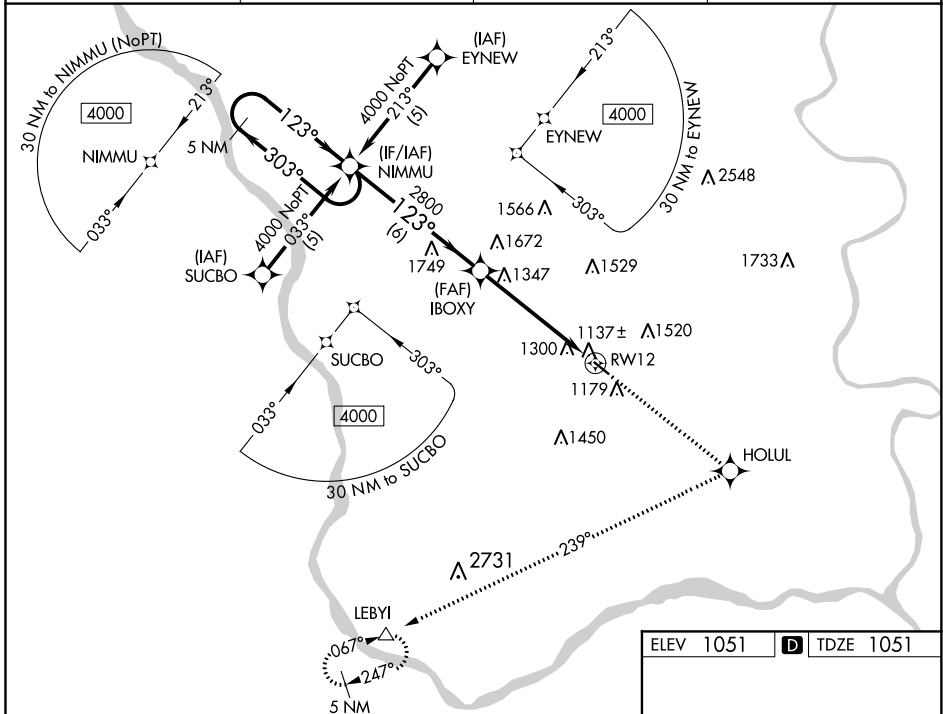 30 NM to NIMMU (NoPT)
4000
213°
NIMMU
033°
5 NM
123°
303°
(IAF)
EYNEW
4000 NoPT
213°
(5)
(IF/IAF)
NIMMU
4000 NoPT
033°
(5)
(IAF)
SUCBO
2800
123°
(6)
213°
4000
EYNEW
303°
30 NM to EYNEW
2548
1566
1672
1749
1347
1529
1733
(FAF)
IBOXY
1137±
1520
1300
RW12
1179
1450
SUCBO
303°
033°
4000
30 NM to SUCBO
HOLUL
239°
2731
LEBYI
067°
247°
5 NM
ELEV 1051 D TDZE 1051